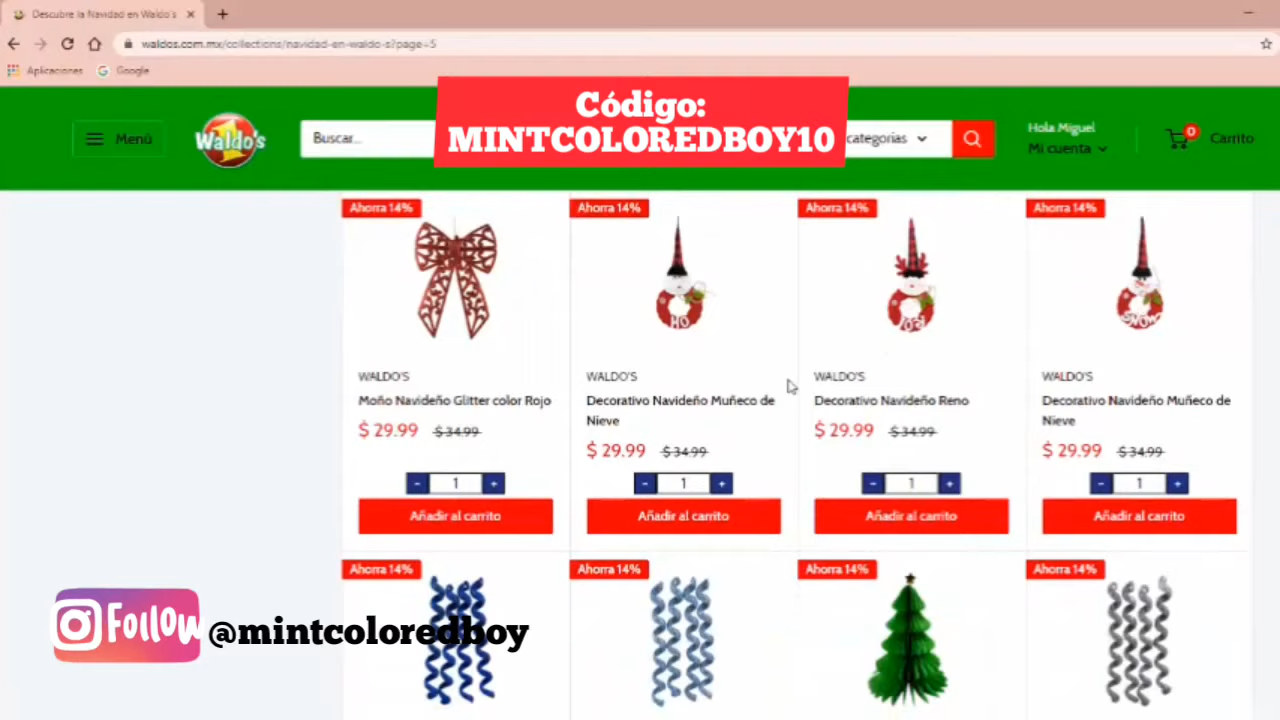 Descubre la Navidad en Waldo's
waldos.com.mx/collections/navidad-en-waldo-s?page=5
Aplicaciones
Google
Código:
MINTCOLOREDBOY10
Menú
Waldo's
Buscar...
categorias
Hola Miguel
Mi cuenta
0
Carrito
Ahorra 14%
Ahorra 14%
Ahorra 14%
Ahorra 14%
HO
JOY
SNOW
WALDO'S
Moño Navideño Glitter color Rojo
$ 29.99 $ 34.99
- 1 +
Añadir al carrito
WALDO'S
Decorativo Navideño Muñeco de
Nieve
$ 29.99 $ 34.99
- 1 +
Añadir al carrito
WALDO'S
Decorativo Navideño Reno
$ 29.99 $ 34.99
- 1 +
Añadir al carrito
WALDO'S
Decorativo Navideño Muñeco de
Nieve
$ 29.99 $ 34.99
- 1 +
Añadir al carrito
Ahorra 14%
Ahorra 14%
Ahorra 14%
Ahorra 14%
Follow
@mintcoloredboy